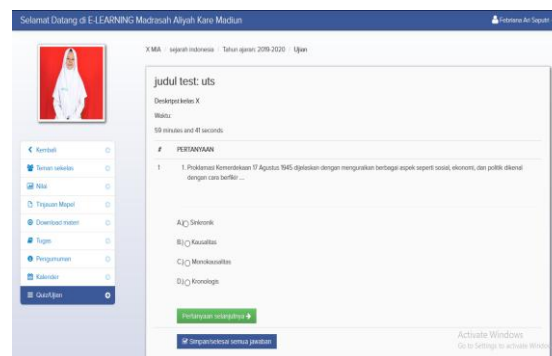 Selamat Datang di E-LEARNING Madrasah Aliyah Kare Madiun
Febriana Ari Saputri
X MIA sejarah indonesia Tahun ajaran: 2019-2020 Ujian
judul test: uts
Deskripsi:kelas X
Waktu:
59 minutes and 41 seconds.
# PERTANYAAN
1 1. Proklamasi Kemerdekaan 17 Agustus 1945 dijelaskan dengan menguraikan berbagai aspek seperti sosial, ekonomi, dan politik dikenal
dengan cara berfikir ....
A.) Sinkronik
B.) Kausalitas
C.) Monokausalitas
D.) Kronologis
Pertanyaan selanjutnya
Simpan/selesai semua jawaban
Kembali
Teman sekelas
Nilai
Tinjauan Mapel
Download materi
Tugas
Pengumuman
Kalender
Quiz/Ujian
Activate Windows
Go to Settings to activate Windows